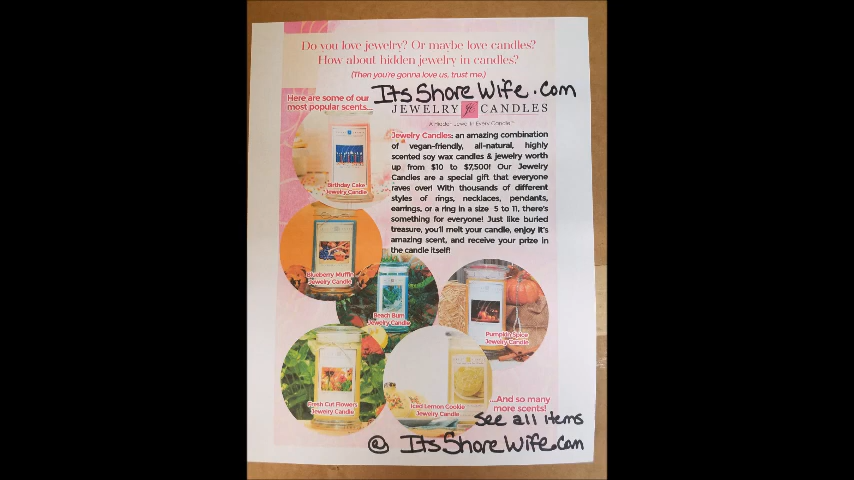 Do you love jewelry? Or maybe love candles?
How about hidden jewelry in candles?
(Then you're gonna love us, trust me.)
ItsShoreWife.com
Here are some of our
most popular scents...
JEWELRY CANDLES
A Hidden Jewel In Every Candle
Jewelry Candles: an amazing combination
of vegan-friendly, all-natural, highly
scented soy wax candles & jewelry worth
up from $10 to $7,500! Our Jewelry
Candles are a special gift that everyone
raves over! With thousands of different
styles of rings, necklaces, pendants,
earrings, or a ring in a size 5 to 11, there's
something for everyone! Just like buried
treasure, you'll melt your candle, enjoy it's
amazing scent, and receive your prize in
the candle itself!
Birthday Cake
Jewelry Candle
Blueberry Muffin
Jewelry Candle
Beach Bum
Jewelry Candle
Pumpkin Spice
Jewelry Candle
Fresh Cut Flowers
Jewelry Candle
Iced Lemon Cookie
Jewelry Candle
...And so many
more scents!
See all items
@ ItsShoreWife.com